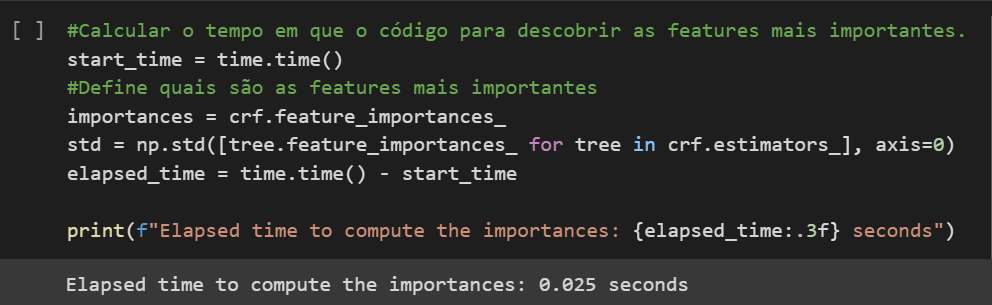 [ ] #Calcular o tempo em que o código para descobrir as features mais importantes.
start_time = time.time()
#Define quais são as features mais importantes
importances = crf.feature_importances_
std = np.std([tree.feature_importances_ for tree in crf.estimators_], axis=0)
elapsed_time = time.time() - start_time
print(f"Elapsed time to compute the importances: {elapsed_time:.3f} seconds")
Elapsed time to compute the importances: 0.025 seconds